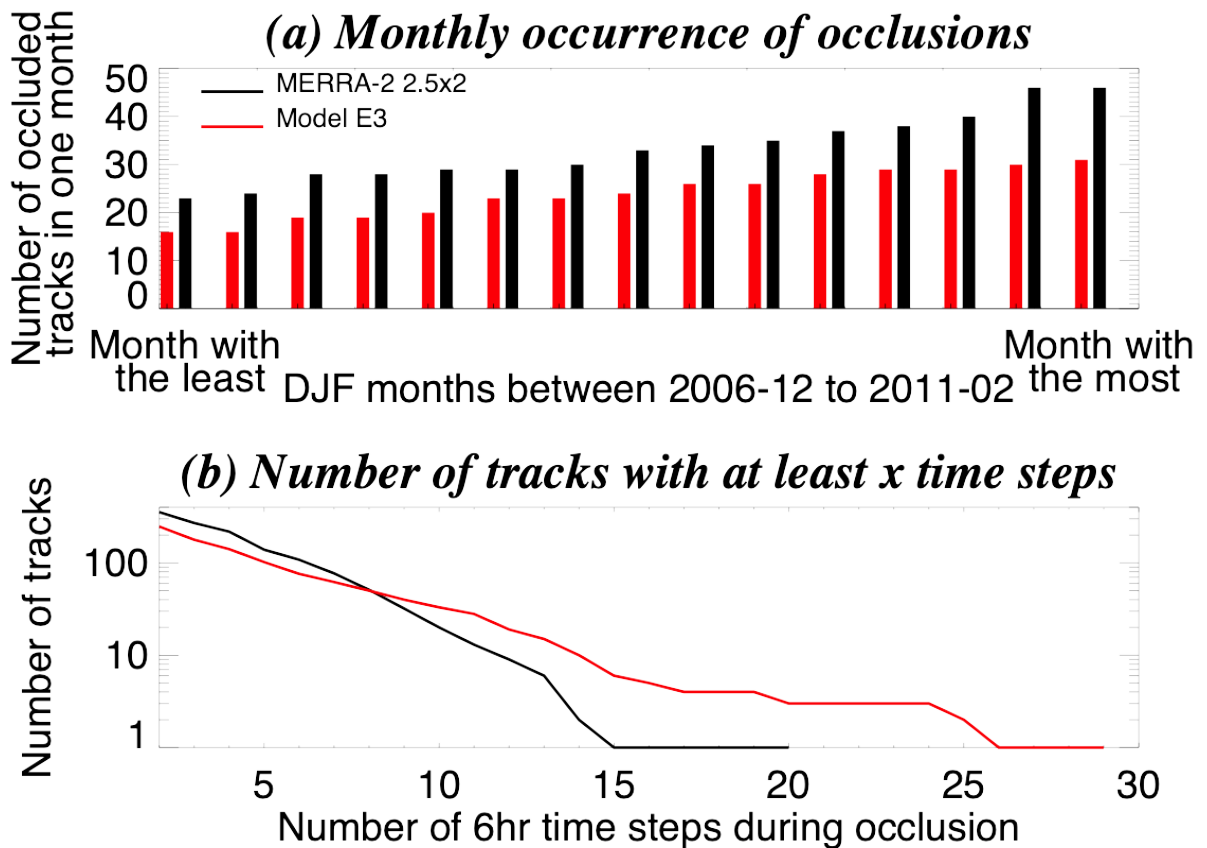 (a) Monthly occurrence of occlusions
Number of occluded
tracks in one month
50
40
30
20
10
0
MERRA-2 2.5x2
Model E3
Month with
the least
DJF months between 2006-12 to 2011-02
Month with
the most
(b) Number of tracks with at least x time steps
Number of tracks
100
10
1
5 10 15 20 25 30
Number of 6hr time steps during occlusion